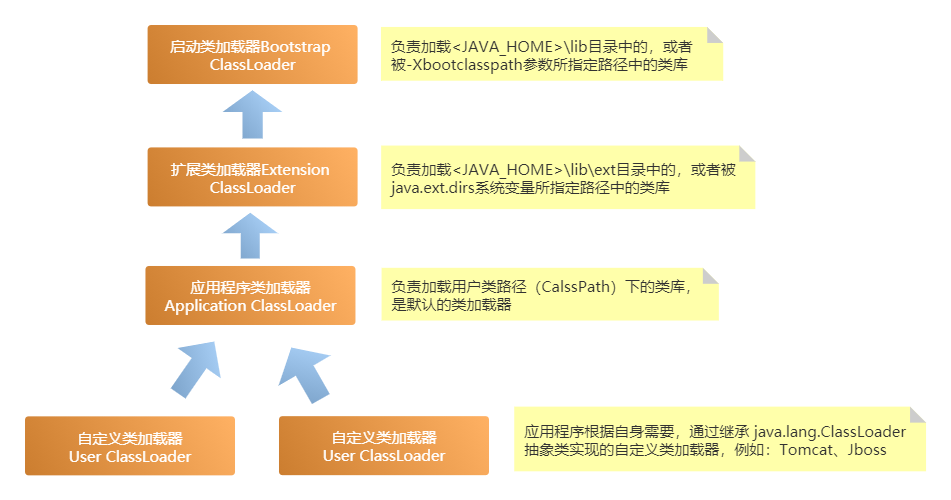 启动类加载器Bootstrap
ClassLoader
负责加载<JAVA_HOME>\lib目录中的，或者
被-Xbootclasspath参数所指定路径中的类库
扩展类加载器Extension
ClassLoader
负责加载<JAVA_HOME>\lib\ext目录中的，或者被
java.ext.dirs系统变量所指定路径中的类库
应用程序类加载器
Application ClassLoader
负责加载用户类路径（CalssPath）下的类库，
是默认的类加载器
自定义类加载器
User ClassLoader
自定义类加载器
User ClassLoader
应用程序根据自身需要，通过继承 java.lang.ClassLoader
抽象类实现的自定义类加载器，例如：Tomcat、Jboss